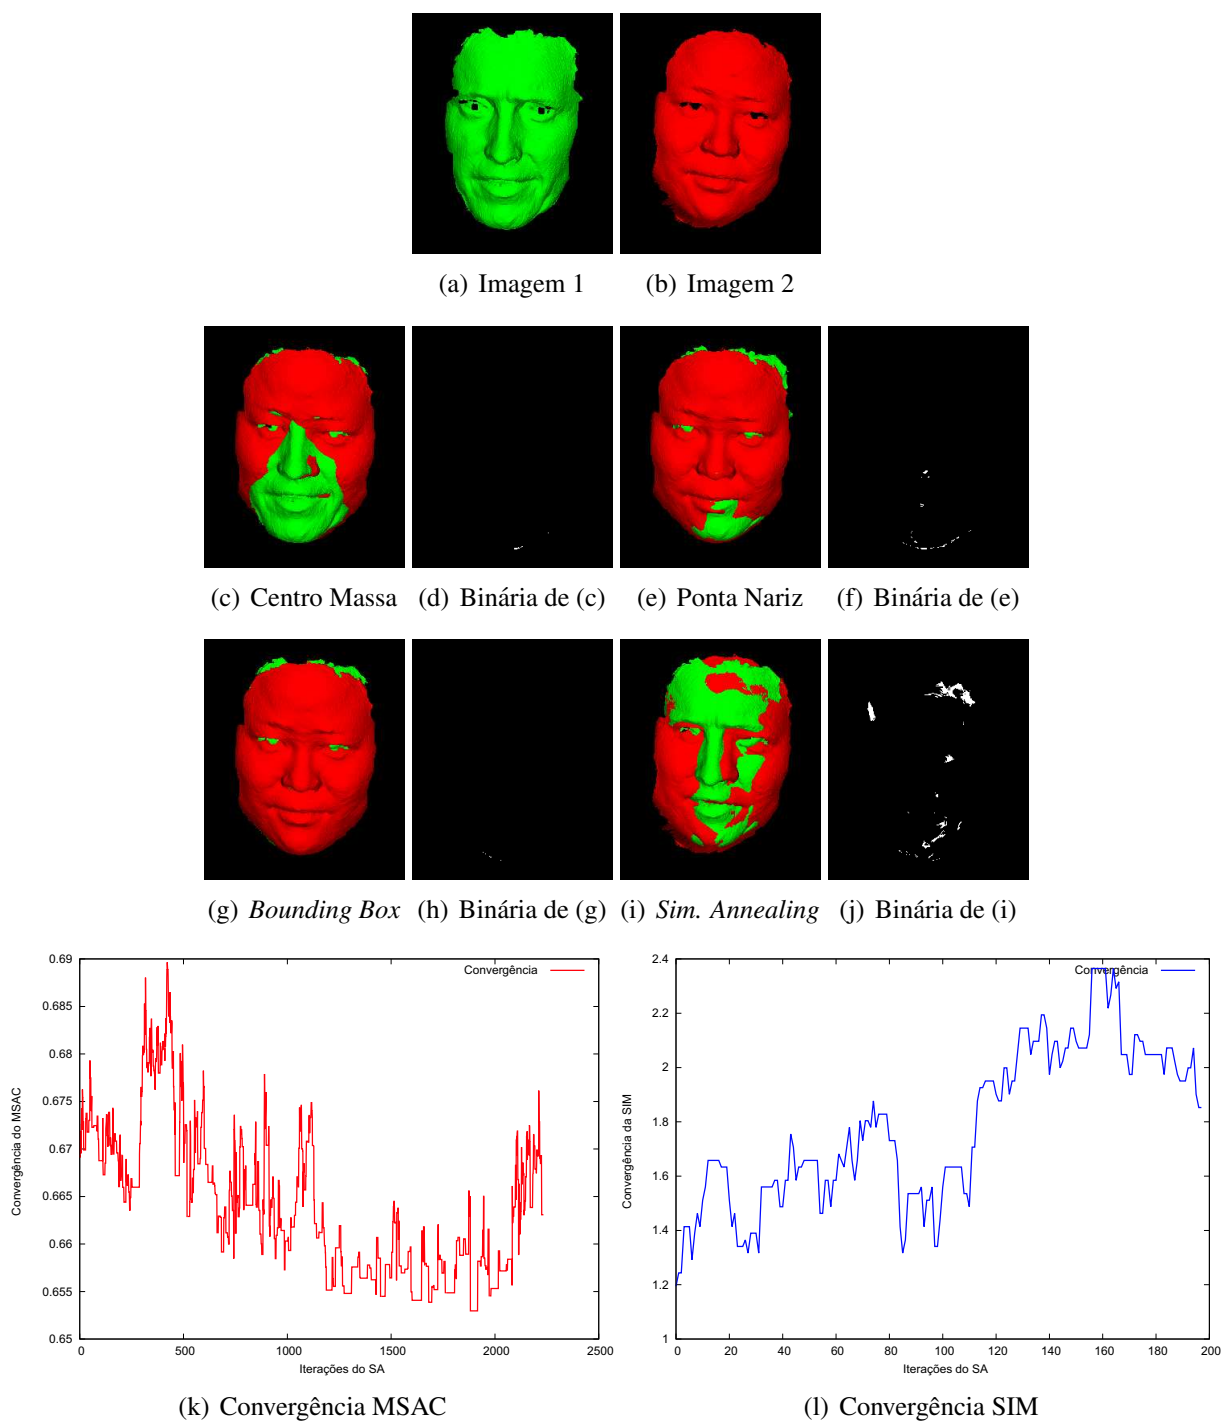 (a) Imagem 1
(b) Imagem 2
(c) Centro Massa
(d) Binária de (c)
(e) Ponta Nariz
(f) Binária de (e)
(g) Bounding Box
(h) Binária de (g)
(i) Sim. Annealing
(j) Binária de (i)
Convergência
Convergência do MSAC
0.69
0.685
0.68
0.675
0.67
0.665
0.66
0.655
0.65
0 500 1000 1500 2000 2500
Iterações do SA
(k) Convergência MSAC
Convergência
Convergência da SIM
2.4
2.2
2
1.8
1.6
1.4
1.2
1
0 20 40 60 80 100 120 140 160 180 200
Iterações do SA
(l) Convergência SIM